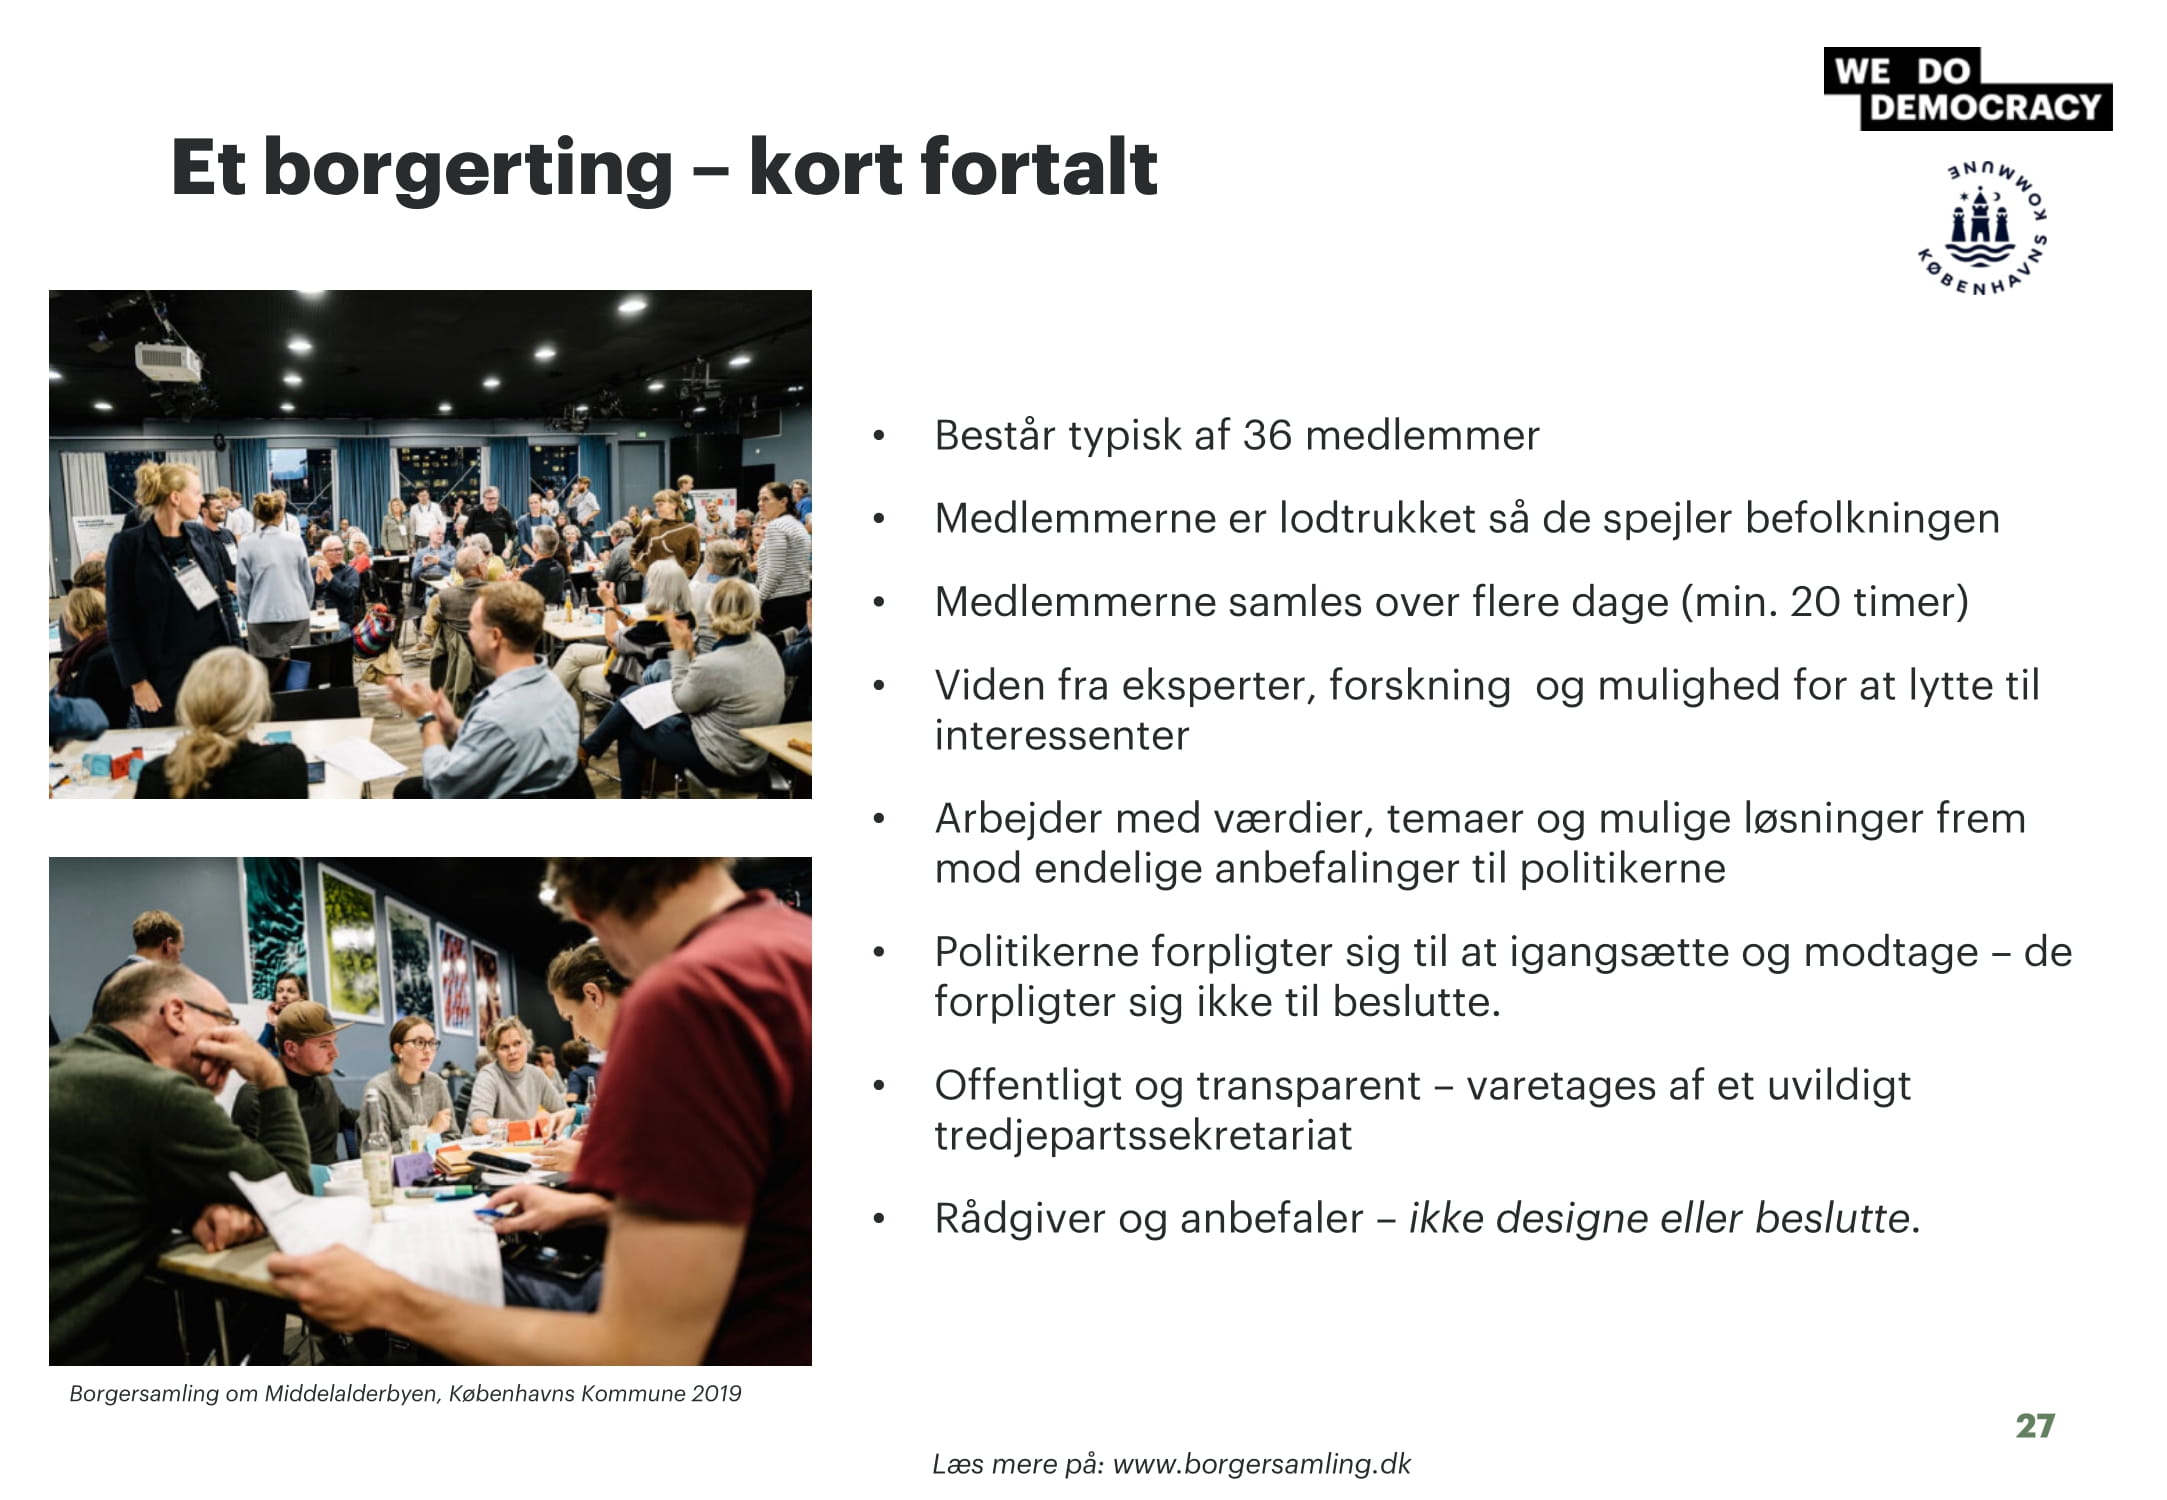 WE DO
DEMOCRACY
KØBENHAVNS KOMMUNE
Et borgerting – kort fortalt
• Består typisk af 36 medlemmer
• Medlemmerne er lodtrukket så de spejler befolkningen
• Medlemmerne samles over flere dage (min. 20 timer)
• Viden fra eksperter, forskning  og mulighed for at lytte til
interessenter
• Arbejder med værdier, temaer og mulige løsninger frem
mod endelige anbefalinger til politikerne
• Politikerne forpligter sig til at igangsætte og modtage – de
forpligter sig ikke til beslutte.
• Offentligt og transparent – varetages af et uvildigt
tredjepartssekretariat
• Rådgiver og anbefaler – ikke designe eller beslutte.
Borgersamling om Middelalderbyen, Københavns Kommune 2019
27
Læs mere på: www.borgersamling.dk